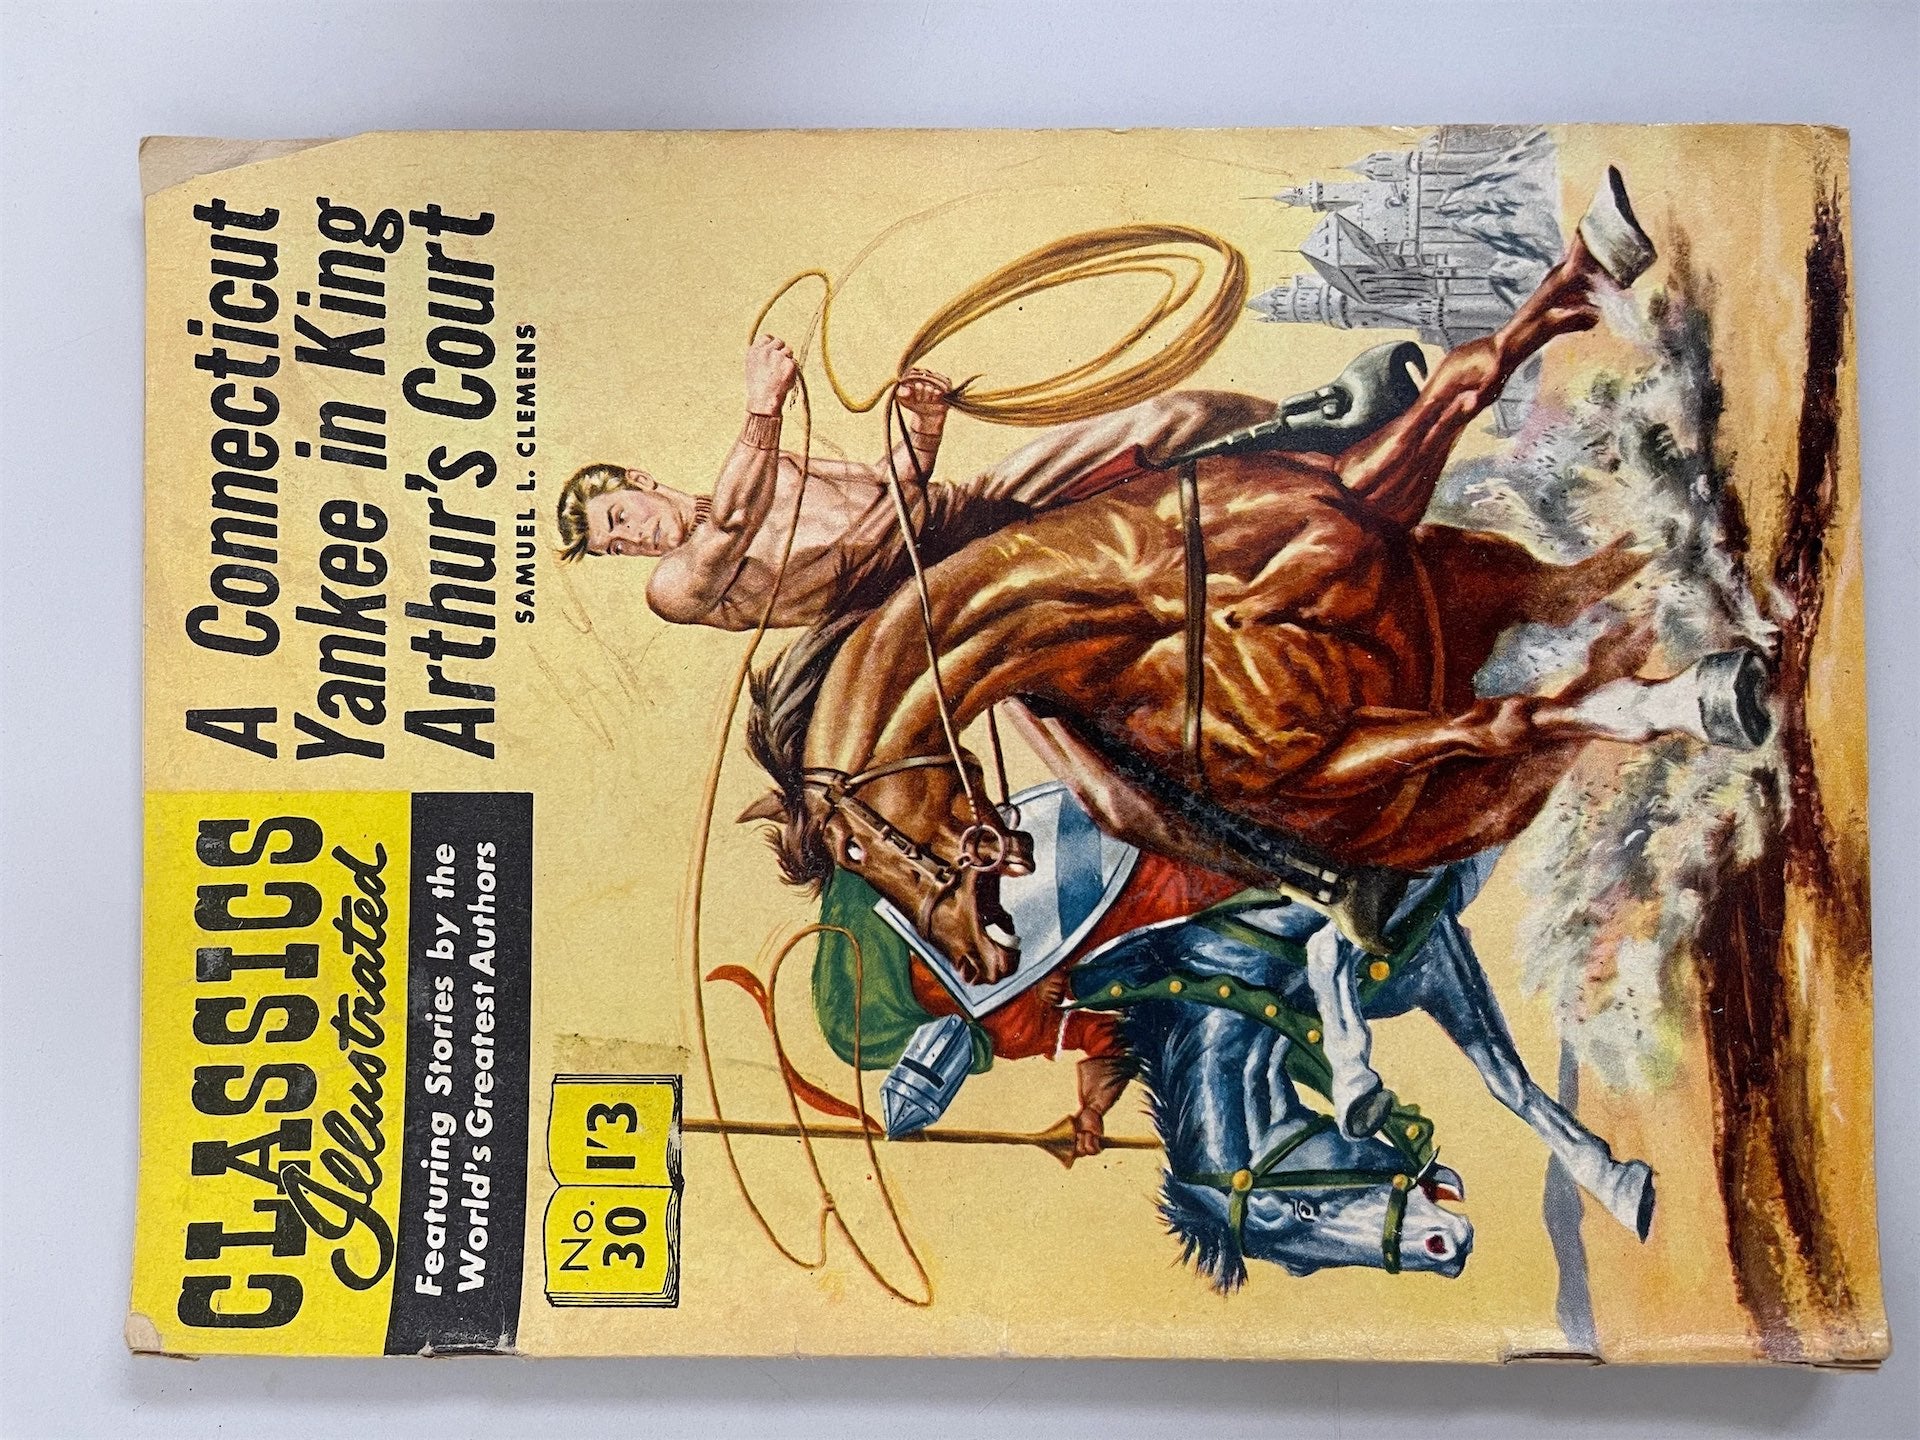 CLASSICS
Illustrated
Featuring Stories by the
World's Greatest Authors
A Connecticut
Yankee in King
Arthur's Court
SAMUEL L. CLEMENS
No.
30
1'3